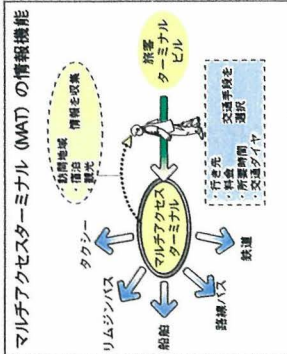 マルチアクセスターミナル（MAT）の情報機能
・訪問地域
・宿泊
・観光
情報を収集
旅客
ターミナル
ビル
タクシー
リムジンバス
船舶
路線バス
鉄道
マルチアクセス
ターミナル
・行き先
・料金
・所要時間
・交通ダイヤ
交通手段を
選択